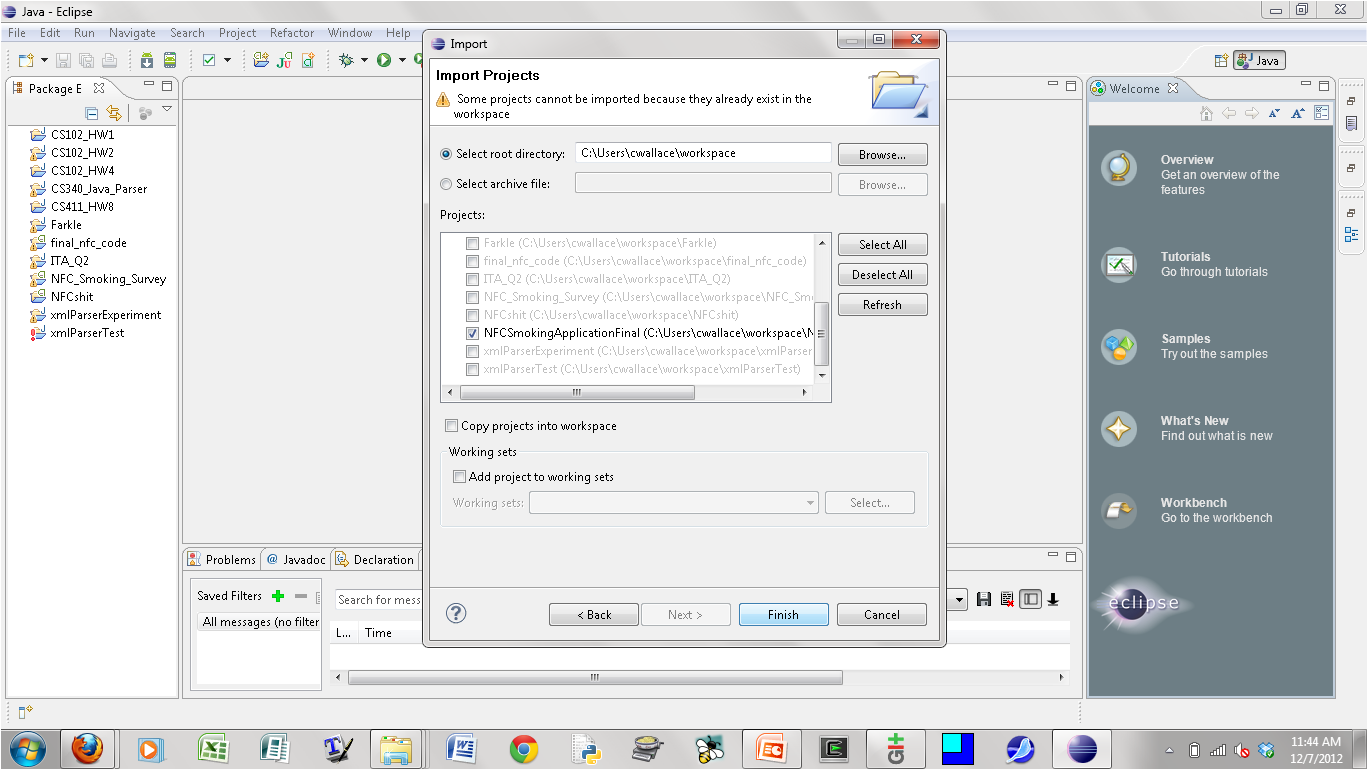 Java - Eclipse
File Edit Run Navigate Search Project Refactor Window Help
Java
Package E
CS102_HW1
CS102_HW2
CS102_HW4
CS340_Java_Parser
CS411_HW8
Farkle
final_nfc_code
ITA_Q2
NFC_Smoking_Survey
NFCshit
xmlParserExperiment
xmlParserTest
Import
Import Projects
Some projects cannot be imported because they already exist in the
workspace
Select root directory: C:\Users\cwallace\workspace Browse...
Select archive file: Browse...
Projects:
Farkle (C:\Users\cwallace\workspace\Farkle)
final_nfc_code (C:\Users\cwallace\workspace\final_nfc_code)
ITA_Q2 (C:\Users\cwallace\workspace\ITA_Q2)
NFC_Smoking_Survey (C:\Users\cwallace\workspace\NFC_Smo
NFCshit (C:\Users\cwallace\workspace\NFCshit)
NFCSmokingApplicationFinal (C:\Users\cwallace\workspace\N
xmlParserExperiment (C:\Users\cwallace\workspace\xmlParser
xmlParserTest (C:\Users\cwallace\workspace\xmlParserTest)
Select All
Deselect All
Refresh
Copy projects into workspace
Working sets
Add project to working sets
Working sets: Select...
< Back Next > Finish Cancel
Welcome
Overview
Get an overview of the
features
Tutorials
Go through tutorials
Samples
Try out the samples
What's New
Find out what is new
Workbench
Go to the workbench
eclipse
Problems @ Javadoc Declaration
Saved Filters
Search for mess
All messages (no filter
L... Time
git
11:44 AM
12/7/2012